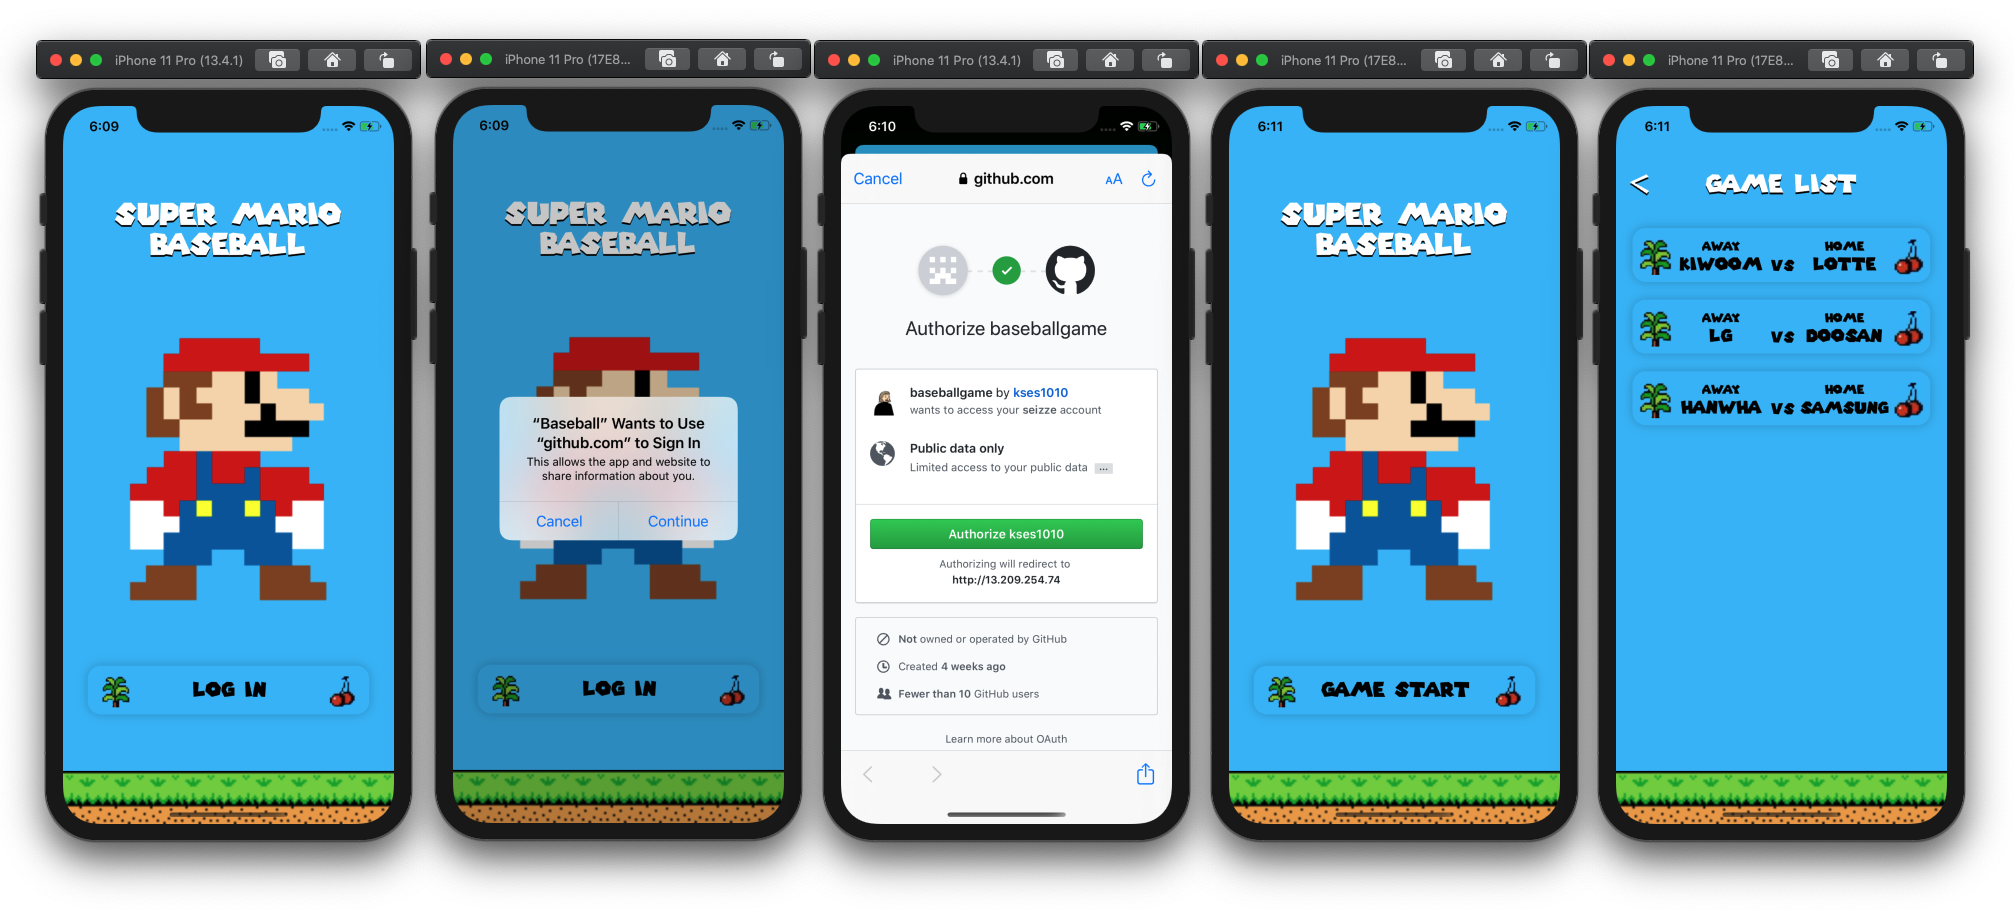 iPhone 11 Pro (13.4.1)
6:09
SUPER MARIO
BASEBALL
LOG IN
iPhone 11 Pro (17E8...
6:09
SUPER MARIO
BASEBALL
“Baseball” Wants to Use
“github.com” to Sign In
This allows the app and website to
share information about you.
Cancel
Continue
LOG IN
iPhone 11 Pro (13.4.1)
6:10
Cancel
github.com
AA
Authorize baseballgame
baseballgame by kses1010
wants to access your seizze account
Public data only
Limited access to your public data ...
Authorize kses1010
Authorizing will redirect to
http://13.209.254.74
Not owned or operated by GitHub
Created 4 weeks ago
Fewer than 10 GitHub users
Learn more about OAuth
iPhone 11 Pro (17E8...
6:11
SUPER MARIO
BASEBALL
GAME START
iPhone 11 Pro (17E8...
6:11
< GAME LIST
AWAY HOME
KIWOOM VS LOTTE
AWAY HOME
LG VS DOOSAN
AWAY HOME
HANWHA VS SAMSUNG